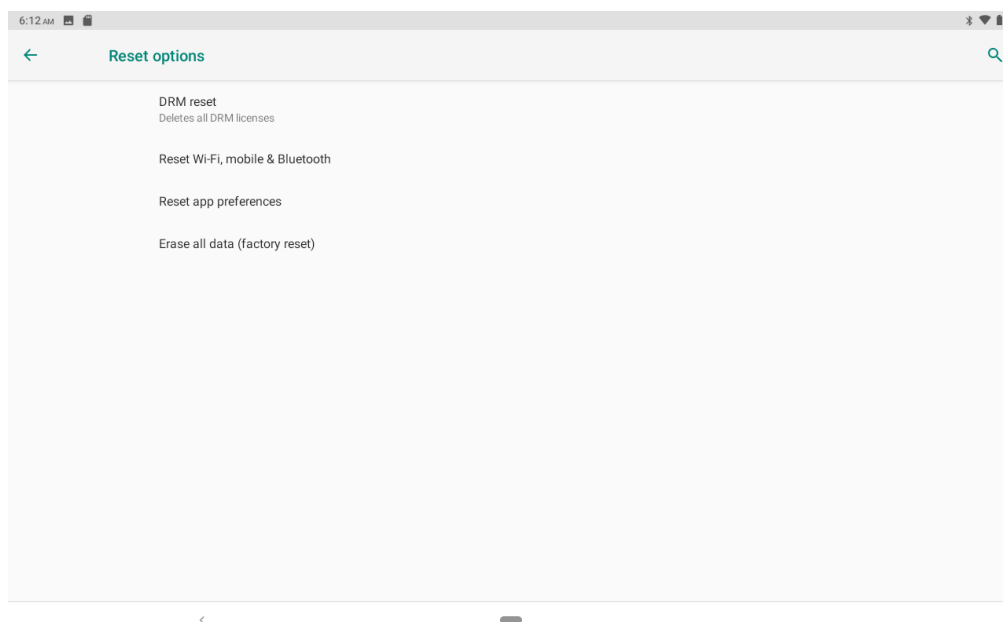 6:12 AM
Reset options
DRM reset
Deletes all DRM licenses
Reset Wi-Fi, mobile & Bluetooth
Reset app preferences
Erase all data (factory reset)